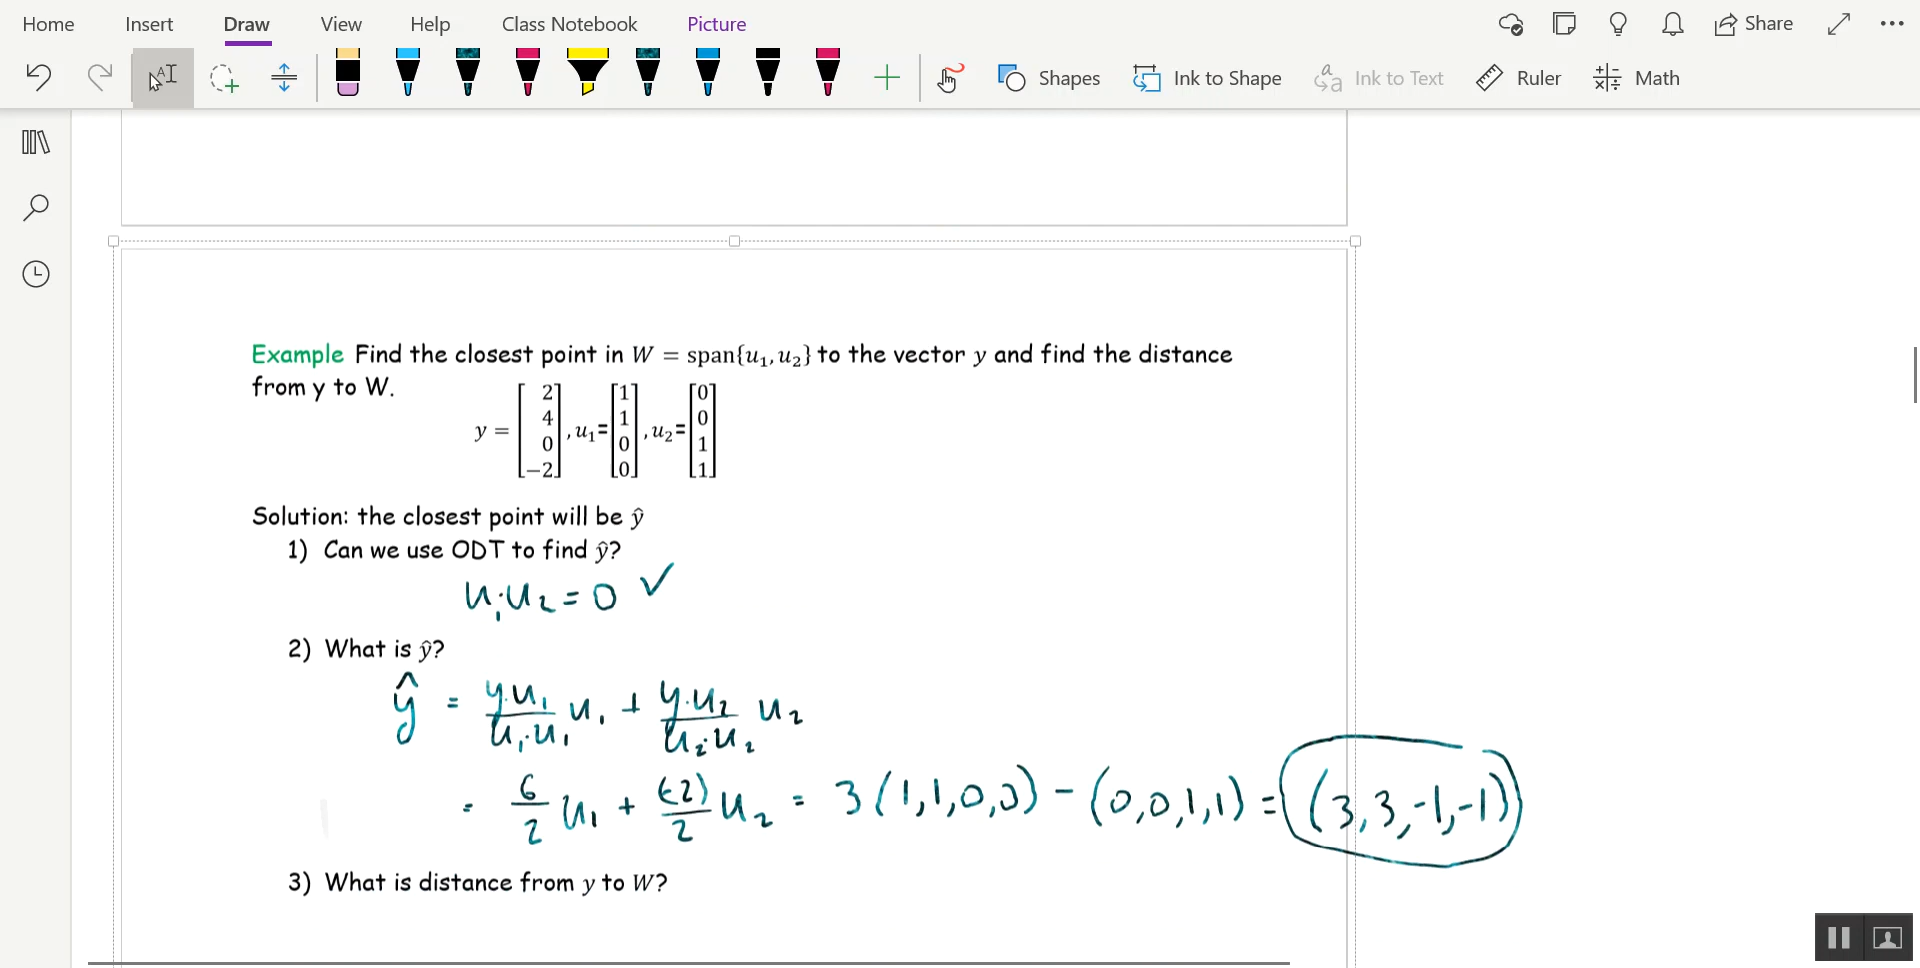 Home Insert Draw View Help Class Notebook Picture Share
Shapes Ink to Shape Ink to Text Ruler Math
Example Find the closest point in W = span{u₁, u₂} to the vector y and find the distance
from y to W.
y = [2 4 0 −2], u₁=[1 1 0 0], u₂=[0 0 1 1]
Solution: the closest point will be ŷ
1) Can we use ODT to find ŷ?
u₁·u₂ = 0 ✓
2) What is ŷ?
ŷ = (y·u₁)/(u₁·u₁) u₁ + (y·u₂)/(u₂·u₂) u₂
= 6/2 u₁ + (-2)/2 u₂ = 3(1,1,0,0) - (0,0,1,1) = (3,3,-1,-1)
3) What is distance from y to W?